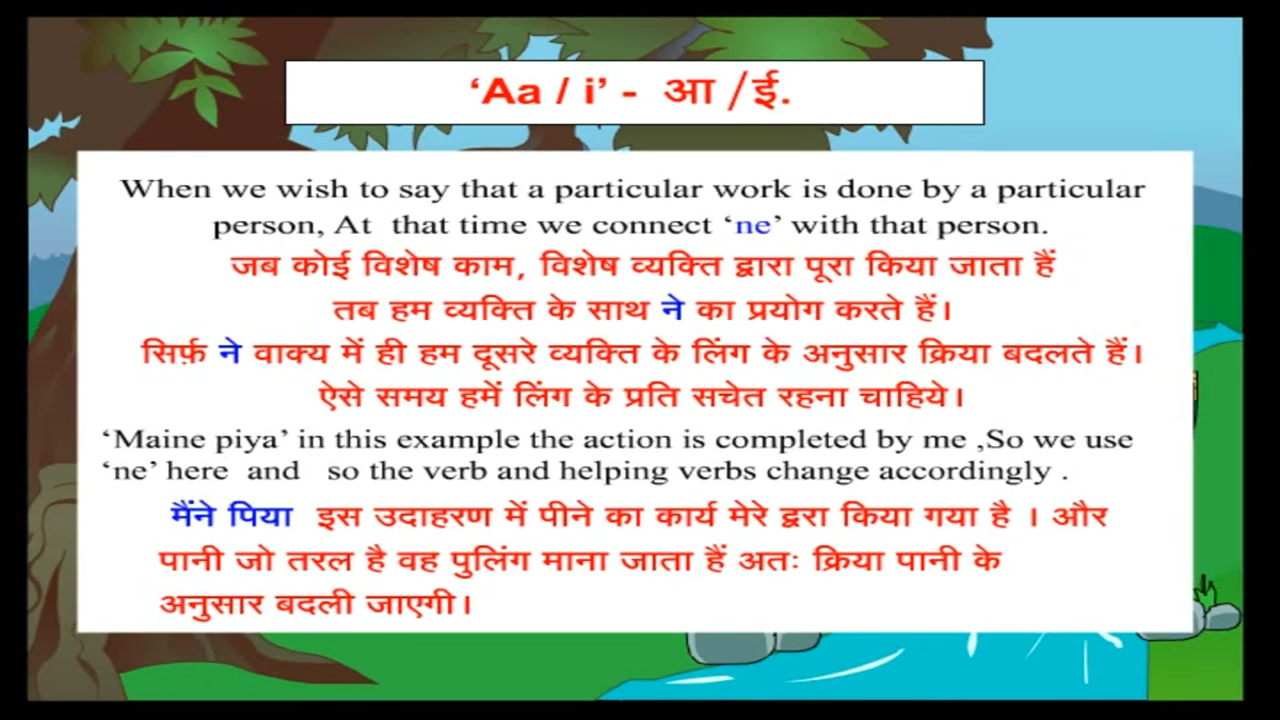 ‘Aa / i’ - आ /ई.
When we wish to say that a particular work is done by a particular
person, At that time we connect ‘ne’ with that person.
जब कोई विशेष काम, विशेष व्यक्ति द्वारा पूरा किया जाता हैं
तब हम व्यक्ति के साथ ने का प्रयोग करते हैं।
सिर्फ़ ने वाक्य में ही हम दूसरे व्यक्ति के लिंग के अनुसार क्रिया बदलते हैं।
ऐसे समय हमें लिंग के प्रति सचेत रहना चाहिये।
‘Maine piya’ in this example the action is completed by me ,So we use
‘ne’ here and so the verb and helping verbs change accordingly .
मैंने पिया इस उदाहरण में पीने का कार्य मेरे द्वरा किया गया है । और
पानी जो तरल है वह पुलिंग माना जाता हैं अतः क्रिया पानी के
अनुसार बदली जाएगी।